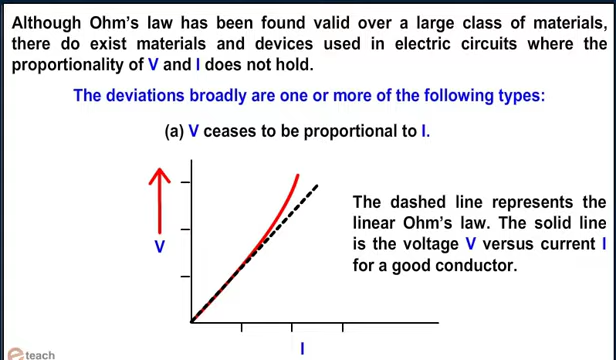 Although Ohm's law has been found valid over a large class of materials,
there do exist materials and devices used in electric circuits where the
proportionality of V and I does not hold.
The deviations broadly are one or more of the following types:
(a) V ceases to be proportional to I.
V
The dashed line represents the
linear Ohm's law. The solid line
is the voltage V versus current I
for a good conductor.
I
eteach